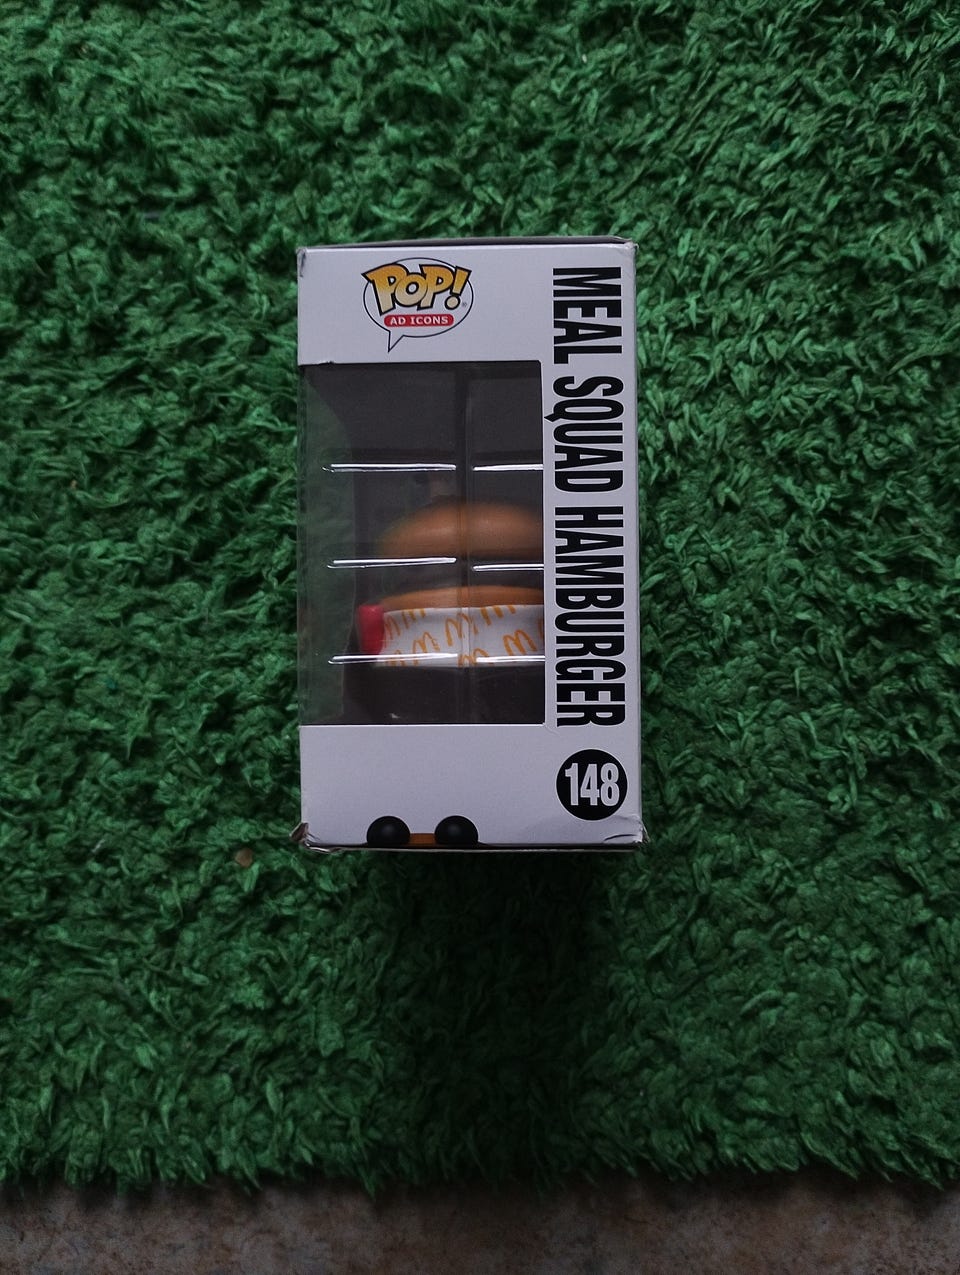 POP!
AD ICONS
MEAL SQUAD HAMBURGER
148